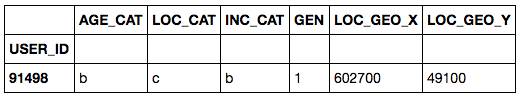 AGE_CAT LOC_CAT INC_CAT GEN LOC_GEO_X LOC_GEO_Y
USER_ID
91498 b c b 1 602700 49100